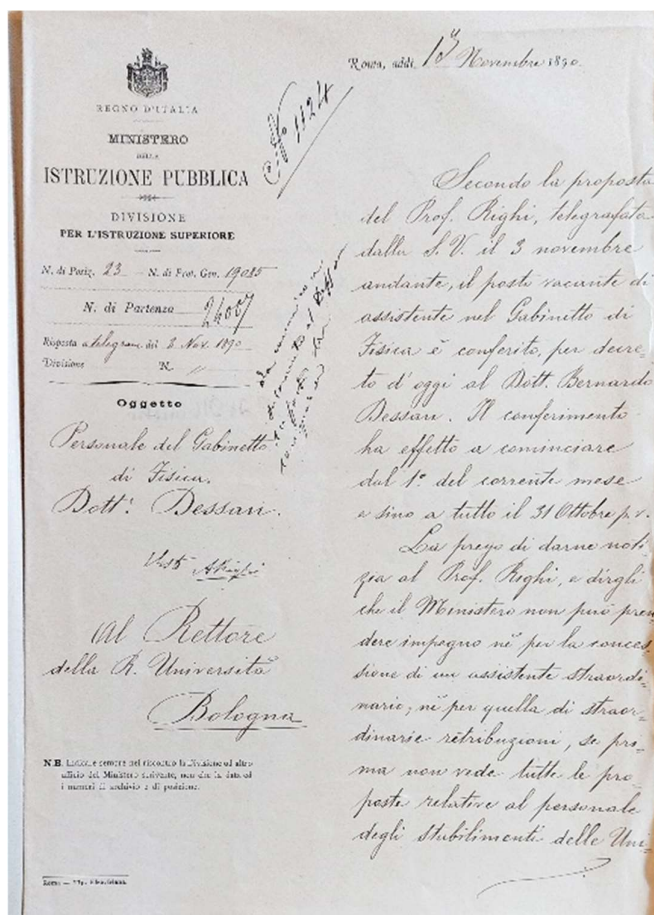 REGNO D'ITALIA
MINISTERO
DELLA
ISTRUZIONE PUBBLICA
DIVISIONE
PER L'ISTRUZIONE SUPERIORE
N. di Posiz. 23 - N. di Prot. Gen. 19085
N. di Partenza 24007
Risposta a telegram. del 3 Nov. 1890
Divisione N. "
Oggetto
Personale del Gabinetto
di Fisica.
Dott. Dessau.
Visto ARighi
Al Rettore
della R. Università
Bologna
N.B. Indicare sempre nel riscontro la Divisione od altro
ufficio del Ministero scrivente, non che la data ed
i numeri di archivio e di posizione.
1124
Roma, addì 13 Novembre 1890
Secondo la proposta
del Prof. Righi, telegrafata
dalla S. V. il 3 novembre
andante, il posto vacante di
assistente nel Gabinetto di
Fisica è conferito, per decre-
to d'oggi al Dott. Bernardo
Dessau. Il conferimento
ha effetto a cominciare
dal 1° del corrente mese
e sino a tutto il 31 Ottobre p. v.
La prego di darne noti-
zia al Prof. Righi, e dirgli
che il Ministero non può pren-
dere impegno nè per la conces-
sione di un assistente straordi-
nario; nè per quella di straor-
dinarie retribuzioni, se pri-
ma non vede tutte le pro-
poste relative al personale
degli stabilimenti delle Uni-